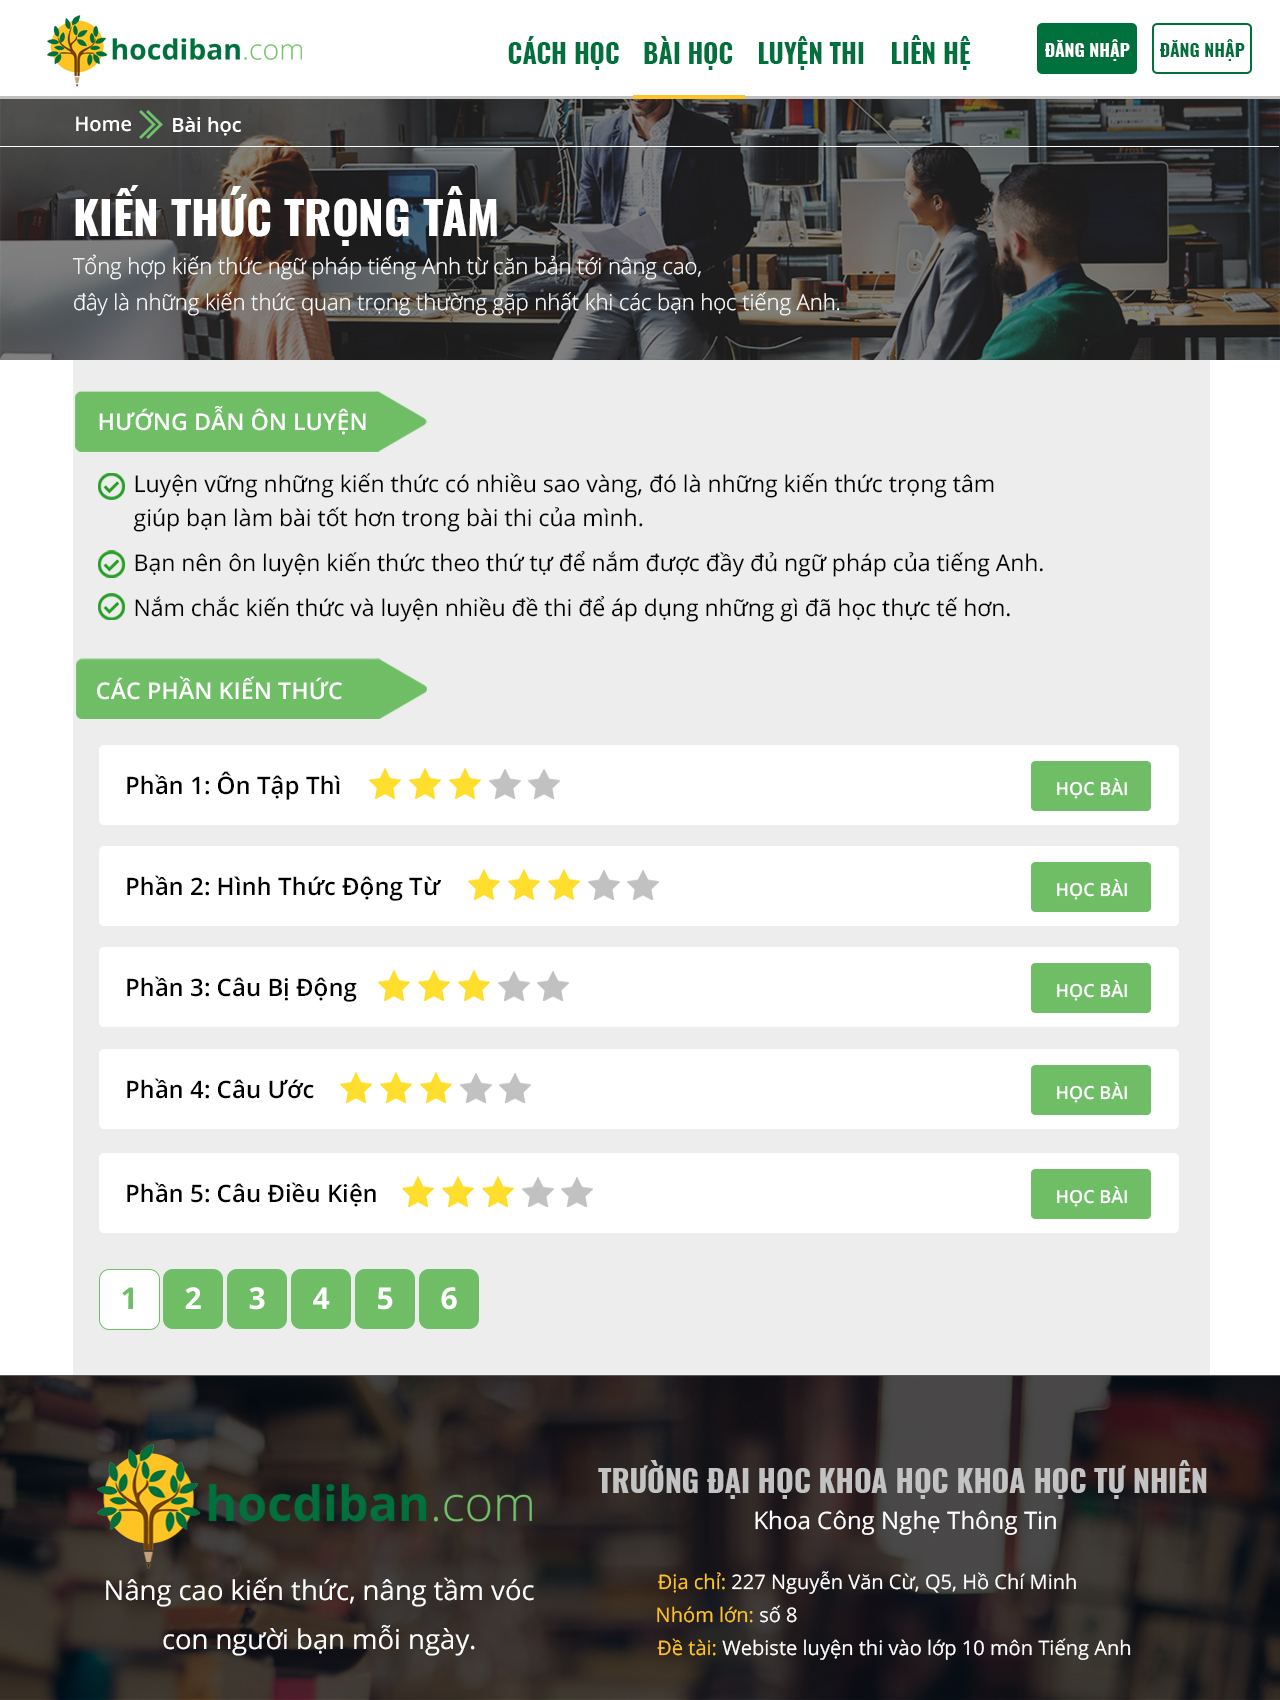 hocdiban.com
CÁCH HỌC BÀI HỌC LUYỆN THI LIÊN HỆ
ĐĂNG NHẬP ĐĂNG NHẬP
Home Bài học
KIẾN THỨC TRỌNG TÂM
Tổng hợp kiến thức ngữ pháp tiếng Anh từ căn bản tới nâng cao,
đây là những kiến thức quan trọng thường gặp nhất khi các bạn học tiếng Anh.
HƯỚNG DẪN ÔN LUYỆN
Luyện vững những kiến thức có nhiều sao vàng, đó là những kiến thức trọng tâm
giúp bạn làm bài tốt hơn trong bài thi của mình.
Bạn nên ôn luyện kiến thức theo thứ tự để nắm được đầy đủ ngữ pháp của tiếng Anh.
Nắm chắc kiến thức và luyện nhiều đề thi để áp dụng những gì đã học thực tế hơn.
CÁC PHẦN KIẾN THỨC
Phần 1: Ôn Tập Thì HỌC BÀI
Phần 2: Hình Thức Động Từ HỌC BÀI
Phần 3: Câu Bị Động HỌC BÀI
Phần 4: Câu Ước HỌC BÀI
Phần 5: Câu Điều Kiện HỌC BÀI
1 2 3 4 5 6
hocdiban.com
Nâng cao kiến thức, nâng tầm vóc
con người bạn mỗi ngày.
TRƯỜNG ĐẠI HỌC KHOA HỌC KHOA HỌC TỰ NHIÊN
Khoa Công Nghệ Thông Tin
Địa chỉ: 227 Nguyễn Văn Cừ, Q5, Hồ Chí Minh
Nhóm lớn: số 8
Đề tài: Webiste luyện thi vào lớp 10 môn Tiếng Anh